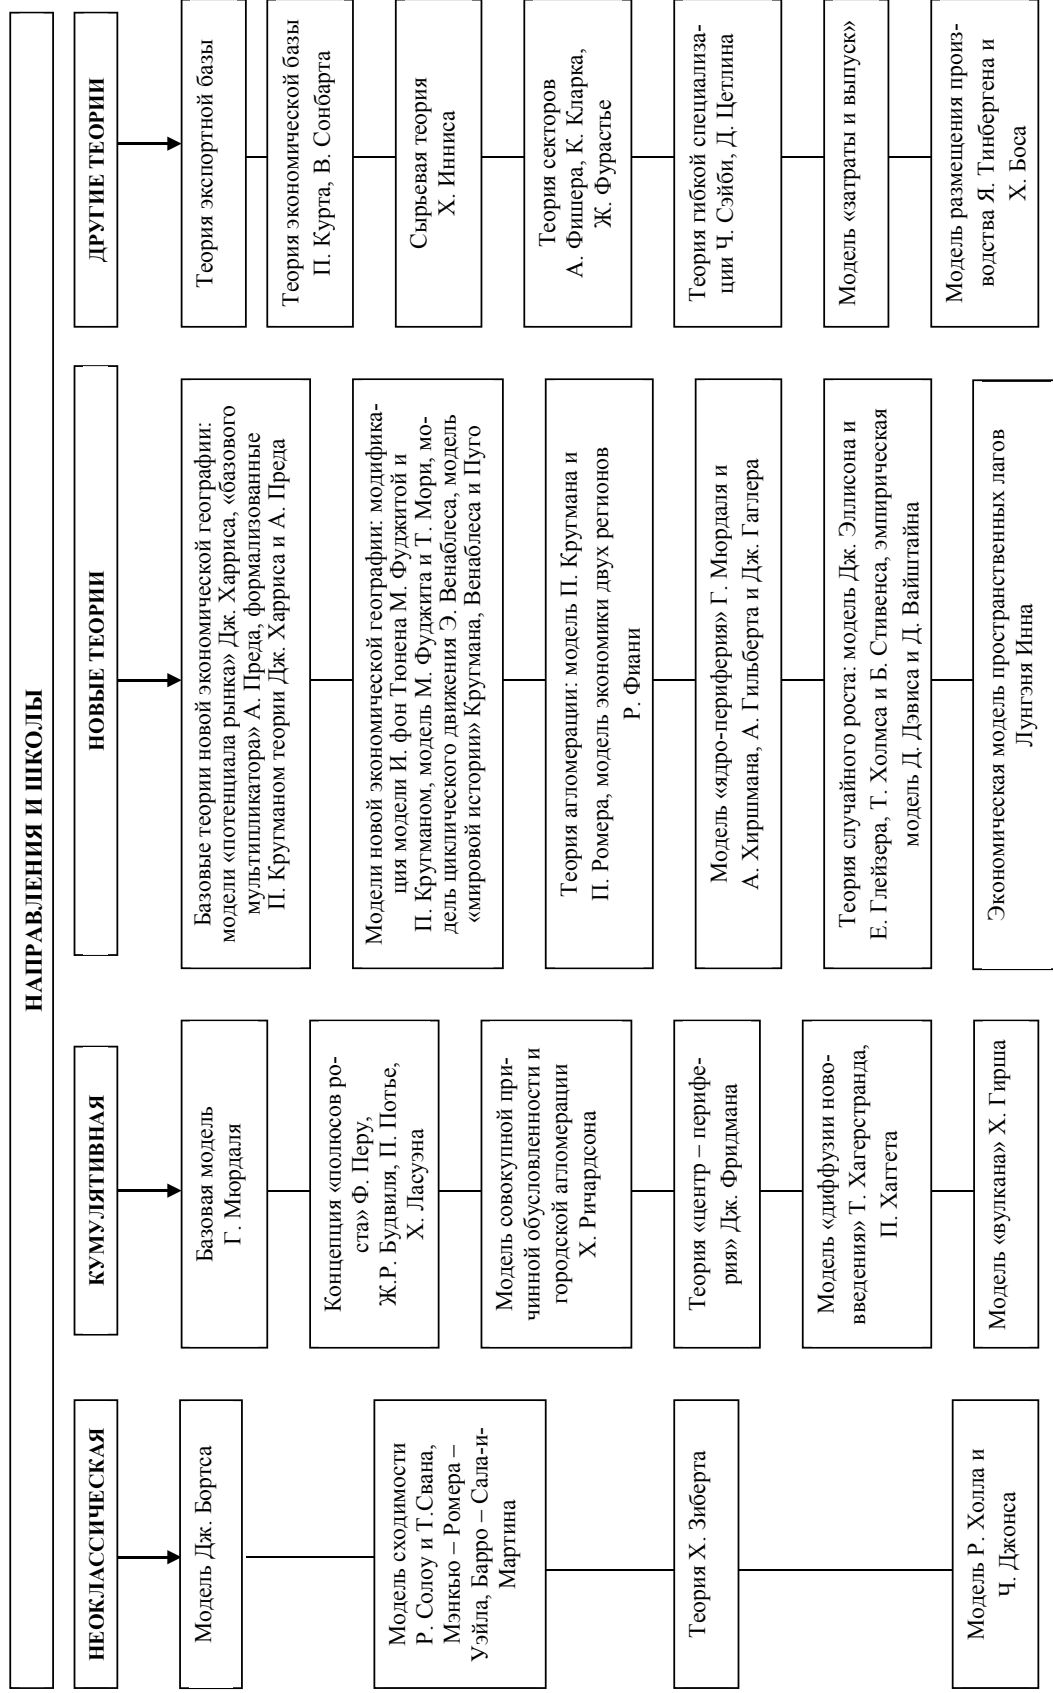 НАПРАВЛЕНИЯ И ШКОЛЫ
НЕОКЛАССИЧЕСКАЯ
Модель Дж. Бортса
Модель сходимости
Р. Солоу и Т.Свана,
Мэнкью – Ромера –
Уэйла, Барро – Сала-и-
Мартина
Теория Х. Зиберта
Модель Р. Холла и
Ч. Джонса
КУМУЛЯТИВНАЯ
Базовая модель
Г. Мюрдаля
Концепция «полюсов ро-
ста» Ф. Перу,
Ж.Р. Будвиля, П. Потье,
Х. Ласуэна
Модель совокупной при-
чинной обусловленности и
городской агломерации
Х. Ричардсона
Теория «центр – перифе-
рия» Дж. Фридмана
Модель «диффузии ново-
введения» Т. Хагерстранда,
П. Хаггета
Модель «вулкана» Х. Гирша
НОВЫЕ ТЕОРИИ
Базовые теории новой экономической географии:
модели «потенциала рынка» Дж. Харриса, «базового
мультипликатора» А. Преда, формализованные
П. Кругманом теории Дж. Харриса и А. Преда
Модели новой экономической географии: модифика-
ция модели И. фон Тюнена М. Фуджитой и
П. Кругманом, модель М. Фуджита и Т. Мори, мо-
дель циклического движения Э. Венаблеса, модель
«мировой истории» Кругмана, Венаблеса и Пуго
Теория агломерации: модель П. Кругмана и
П. Ромера, модель экономики двух регионов
Р. Фиани
Модель «ядро-периферия» Г. Мюрдаля и
А. Хиршмана, А. Гильберта и Дж. Гаглера
Теория случайного роста: модель Дж. Эллисона и
Е. Глейзера, Т. Холмса и Б. Стивенса, эмпирическая
модель Д. Дэвиса и Д. Вайштайна
Экономическая модель пространственных лагов
Лунгэня Инна
ДРУГИЕ ТЕОРИИ
Теория экспортной базы
Теория экономической базы
П. Курта, В. Сонбарта
Сырьевая теория
Х. Инниса
Теория секторов
А. Фишера, К. Кларка,
Ж. Фурастье
Теория гибкой специализа-
ции Ч. Сэйби, Д. Цетлина
Модель «затраты и выпуск»
Модель размещения произ-
водства Я. Тинбергена и
Х. Боса